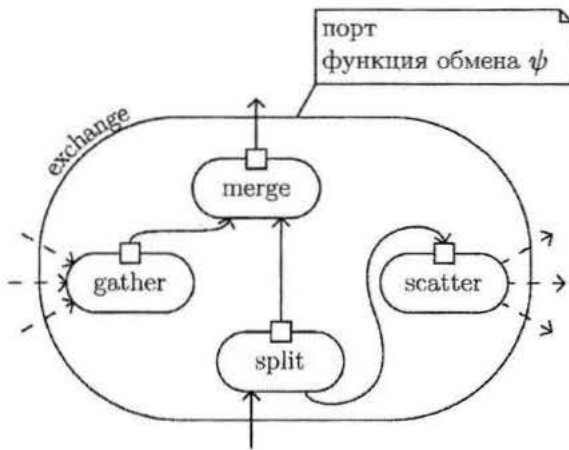 порт
функция обмена ψ
exchange
merge
gather
scatter
split